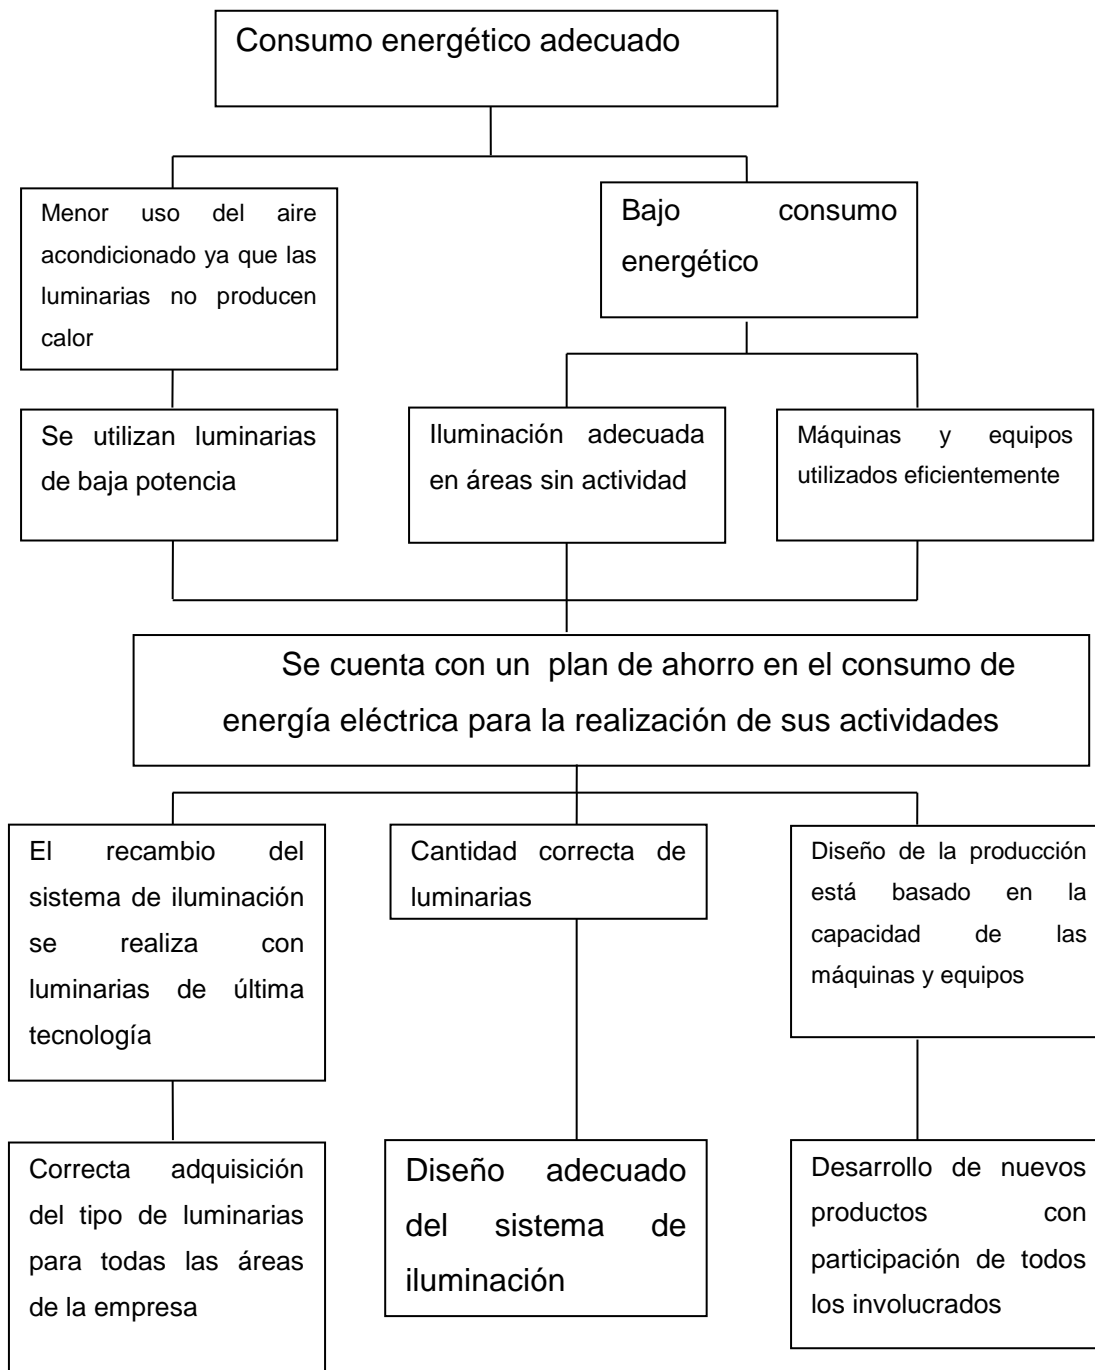 Consumo energético adecuado
Menor uso del aire
acondicionado ya que las
luminarias no producen
calor
Bajo consumo
energético
Se utilizan luminarias
de baja potencia
Iluminación adecuada
en áreas sin actividad
Máquinas y equipos
utilizados eficientemente
Se cuenta con un plan de ahorro en el consumo de
energía eléctrica para la realización de sus actividades
El recambio del
sistema de iluminación
se realiza con
luminarias de última
tecnología
Cantidad correcta de
luminarias
Diseño de la producción
está basado en la
capacidad de las
máquinas y equipos
Correcta adquisición
del tipo de luminarias
para todas las áreas
de la empresa
Diseño adecuado
del sistema de
iluminación
Desarrollo de nuevos
productos con
participación de todos
los involucrados